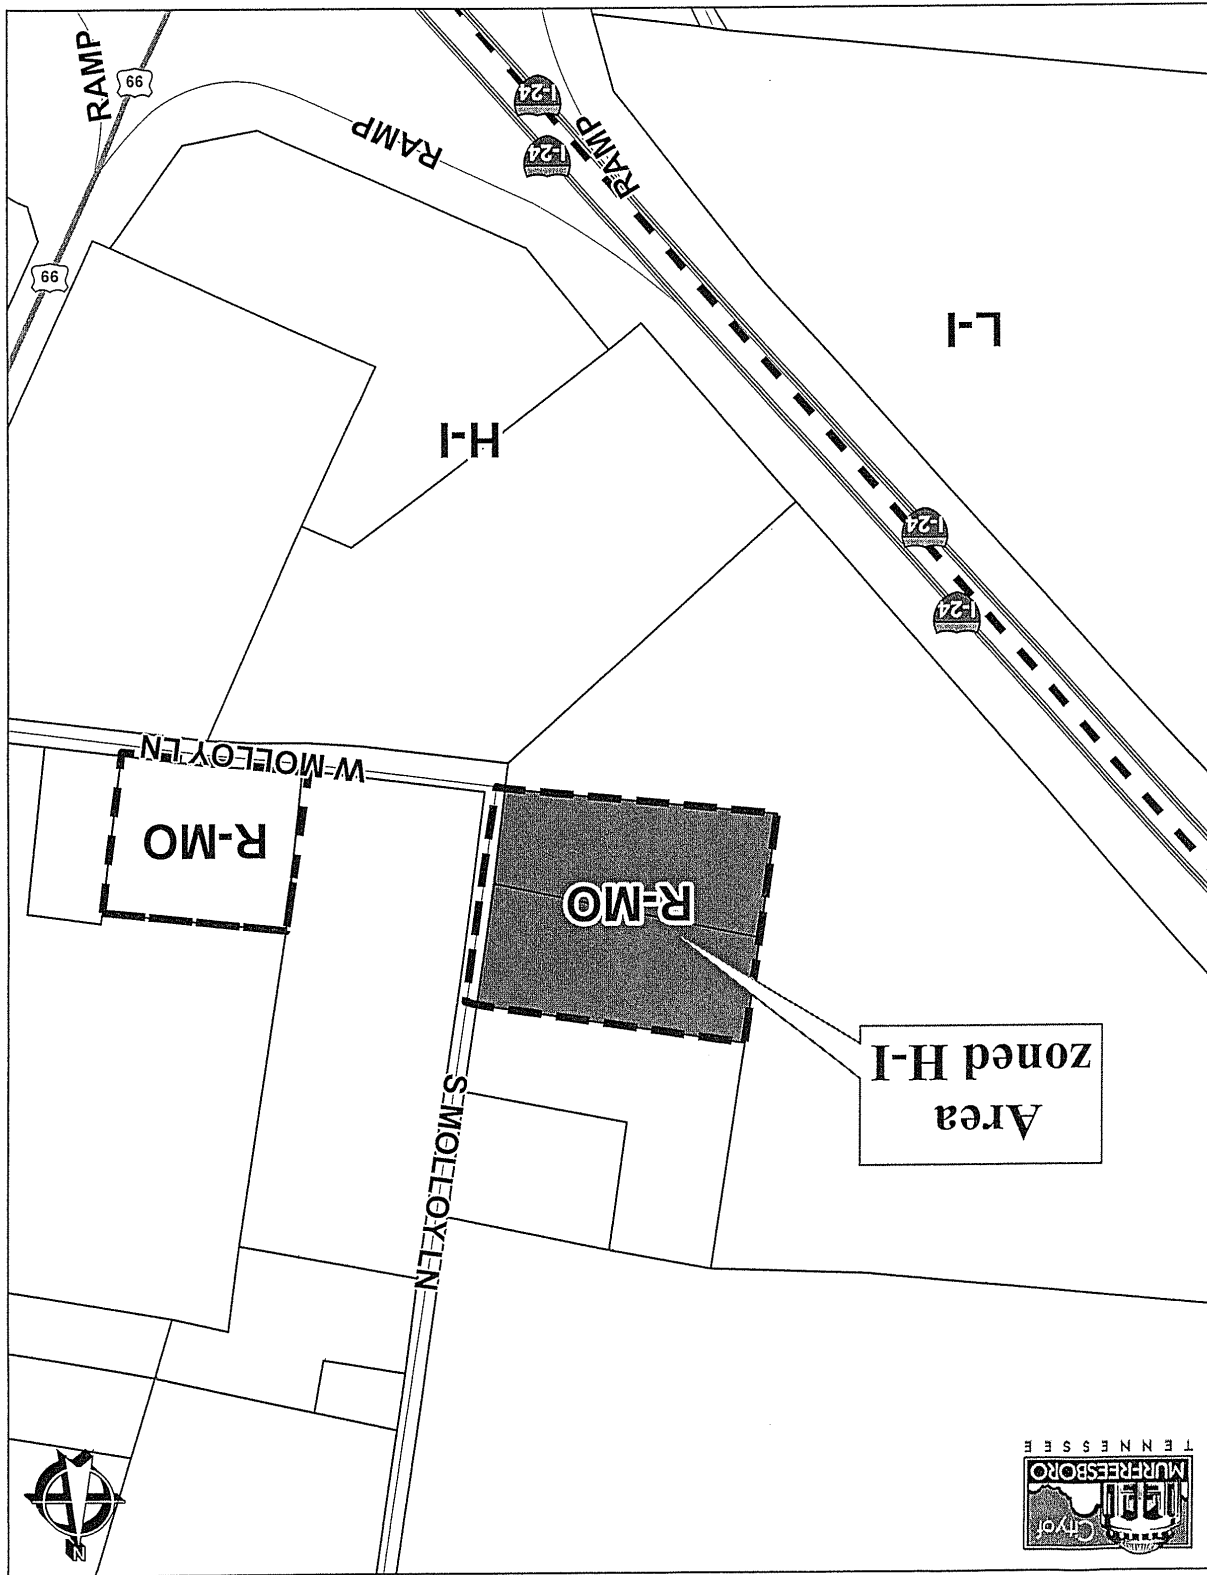 City of
MURFREESBORO
TENNESSEE
N
S MOLLOY LN
Area
zoned H-I
R-MO
R-MO
W MOLLOY LN
I-24
I-24
H-I
L-I
99
I-24
RAMP
RAMP
I-24
99
RAMP